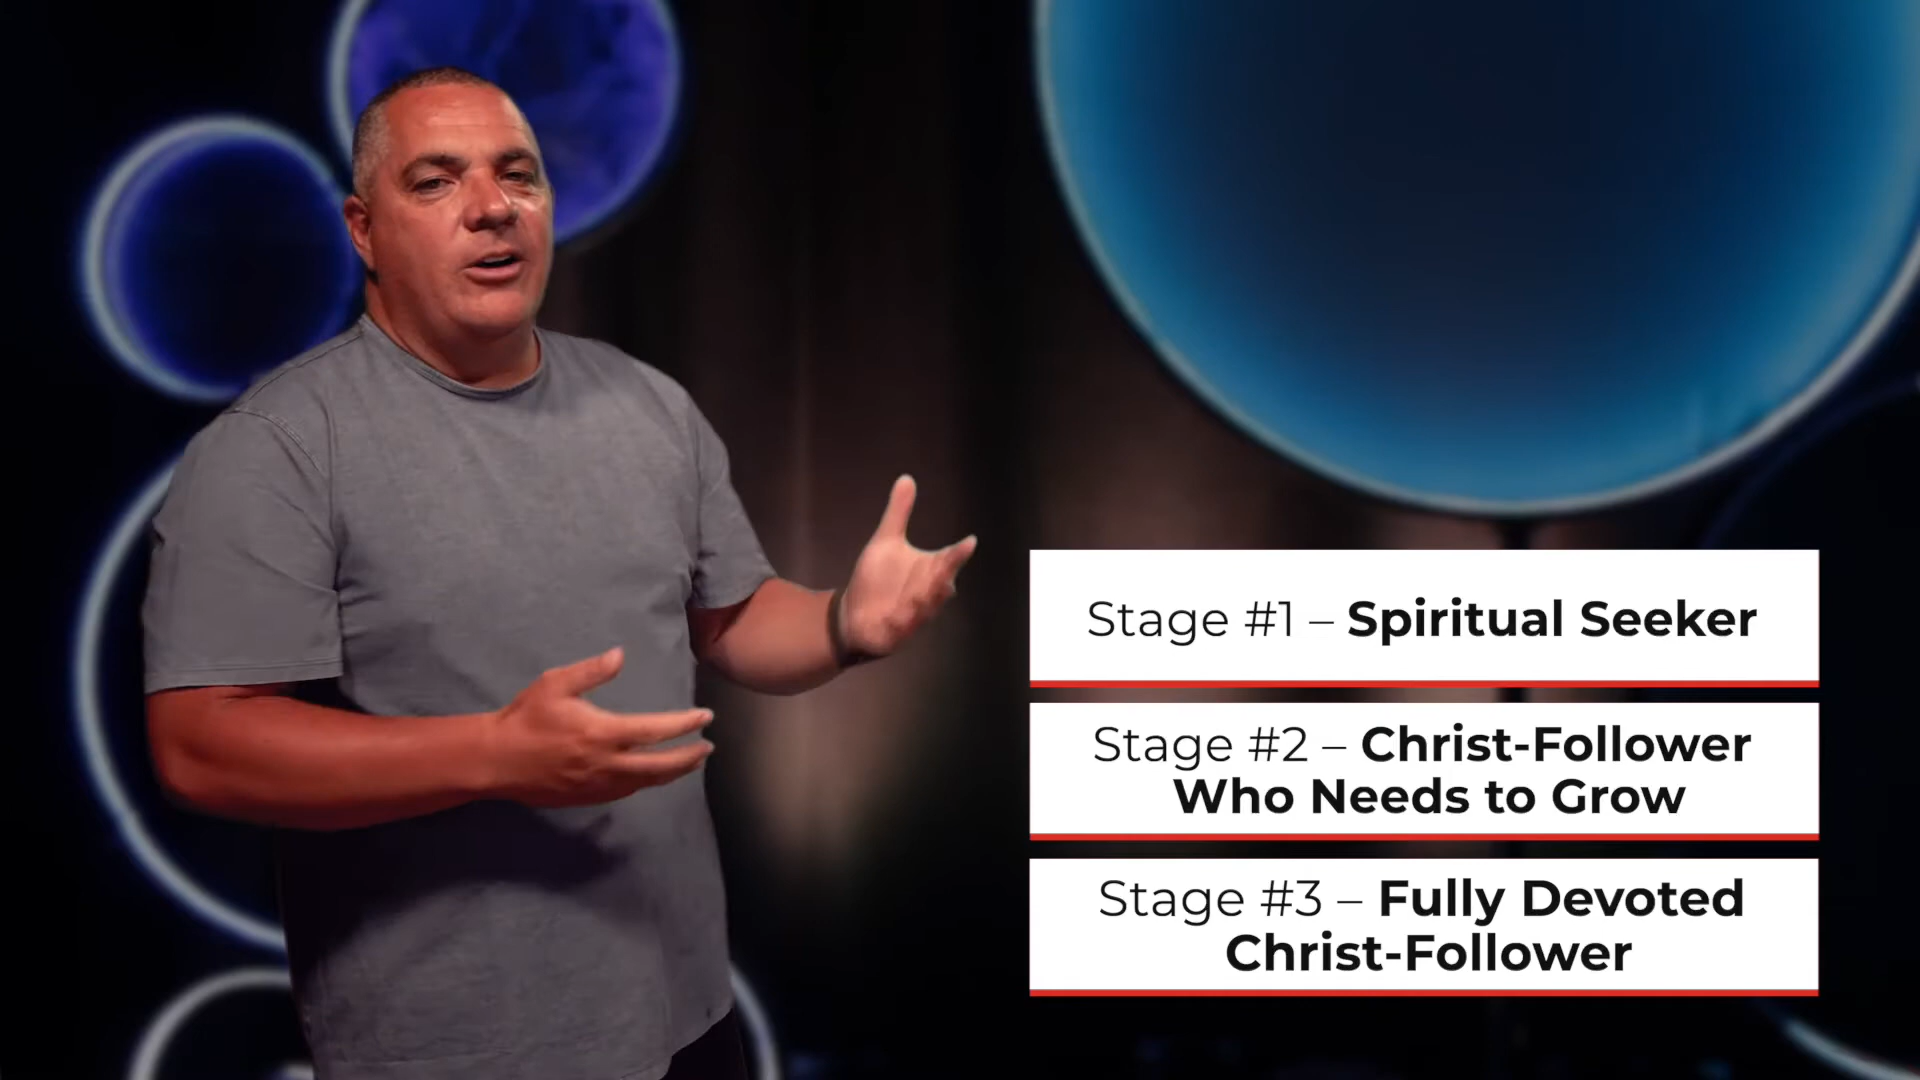 Stage #1 – Spiritual Seeker
Stage #2 – Christ-Follower
Who Needs to Grow
Stage #3 – Fully Devoted
Christ-Follower